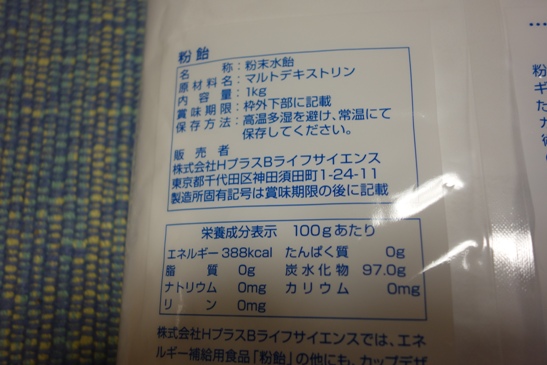 粉飴
名称:粉末水飴
原材料名:マルトデキストリン
内容量:1kg
賞味期限:枠外下部に記載
保存方法:高温多湿を避け、常温にて
保存してください。
販売者
株式会社HプラスBライフサイエンス
東京都千代田区神田須田町1-24-11
製造所固有記号は賞味期限の後に記載
栄養成分表示 100gあたり
エネルギー 388kcal たんぱく質 0g
脂質 0g 炭水化物 97.0g
ナトリウム 0mg カリウム 0mg
リン 0mg
株式会社HプラスBライフサイエンスでは、エネ
ルギー補給用食品「粉飴」の他にも、カップデザ
粉
ギ
た